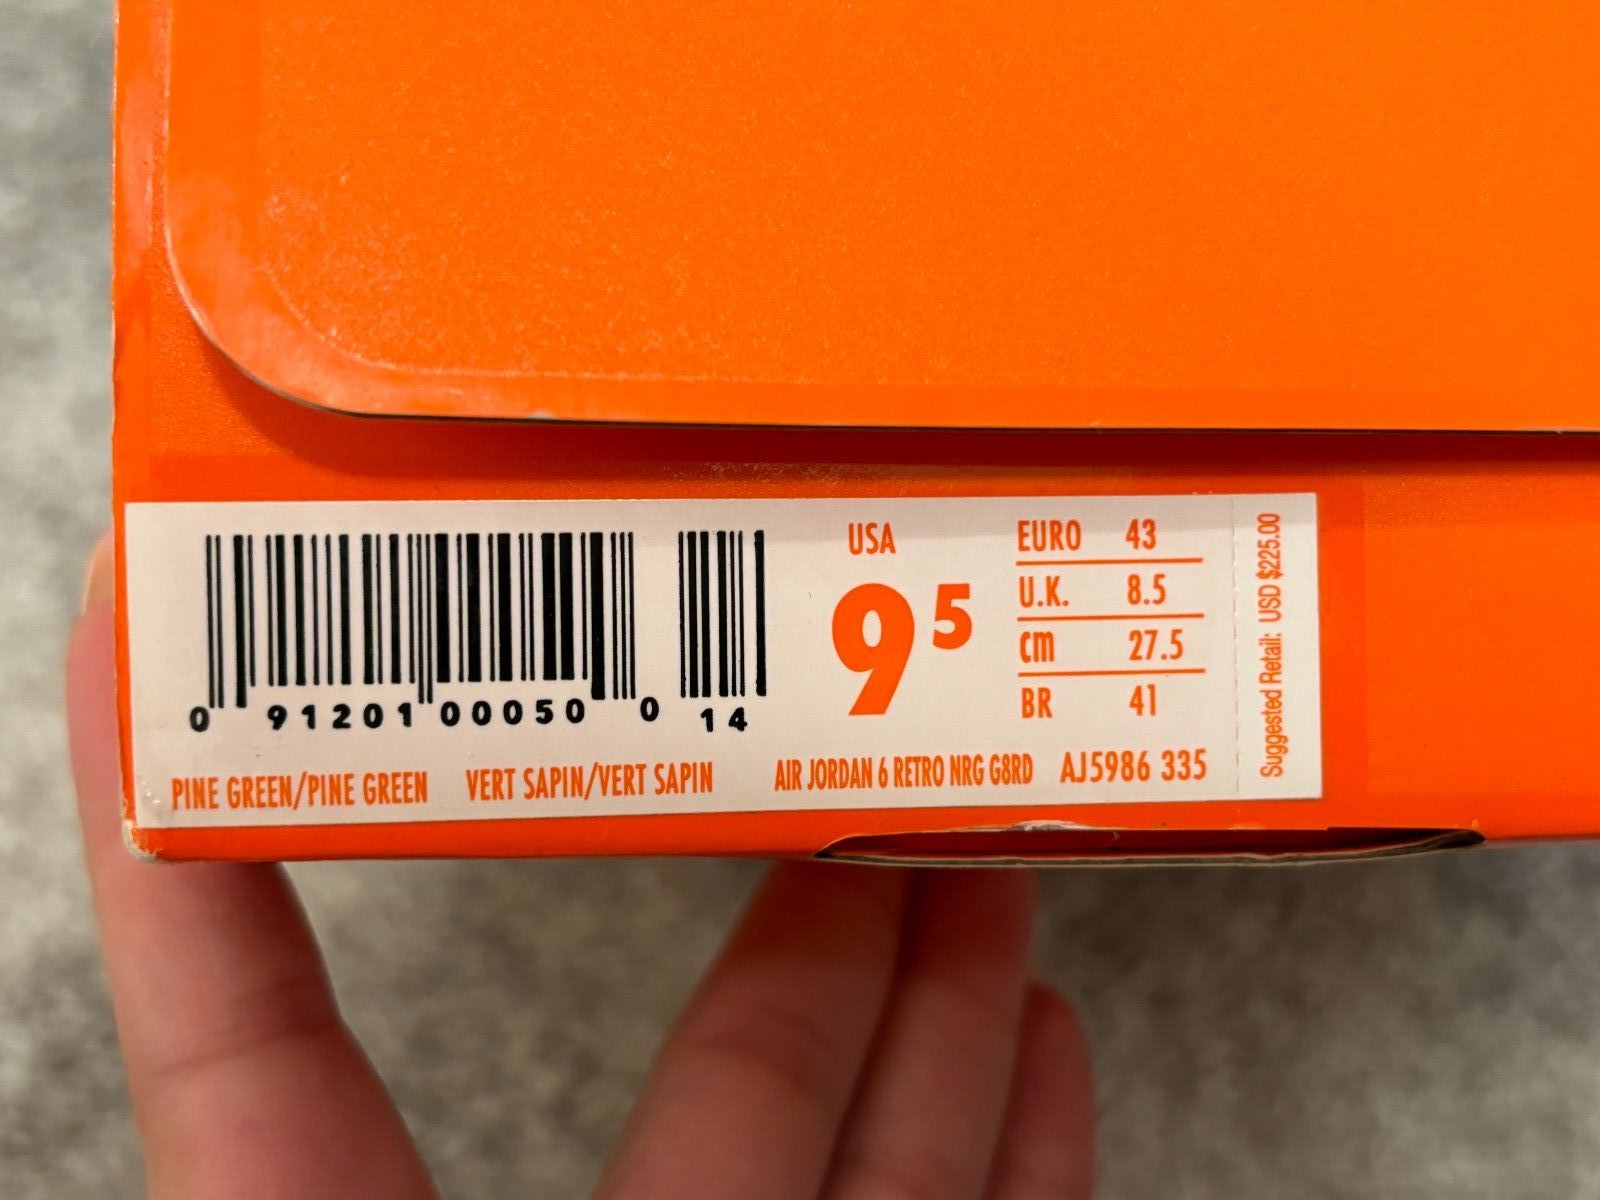 USA
9 5
EURO 43
U.K. 8.5
cm 27.5
BR 41
0 91201 00050 0 14
PINE GREEN/PINE GREEN VERT SAPIN/VERT SAPIN AIR JORDAN 6 RETRO NRG G8RD AJ5986 335
Suggested Retail: USD $225.00